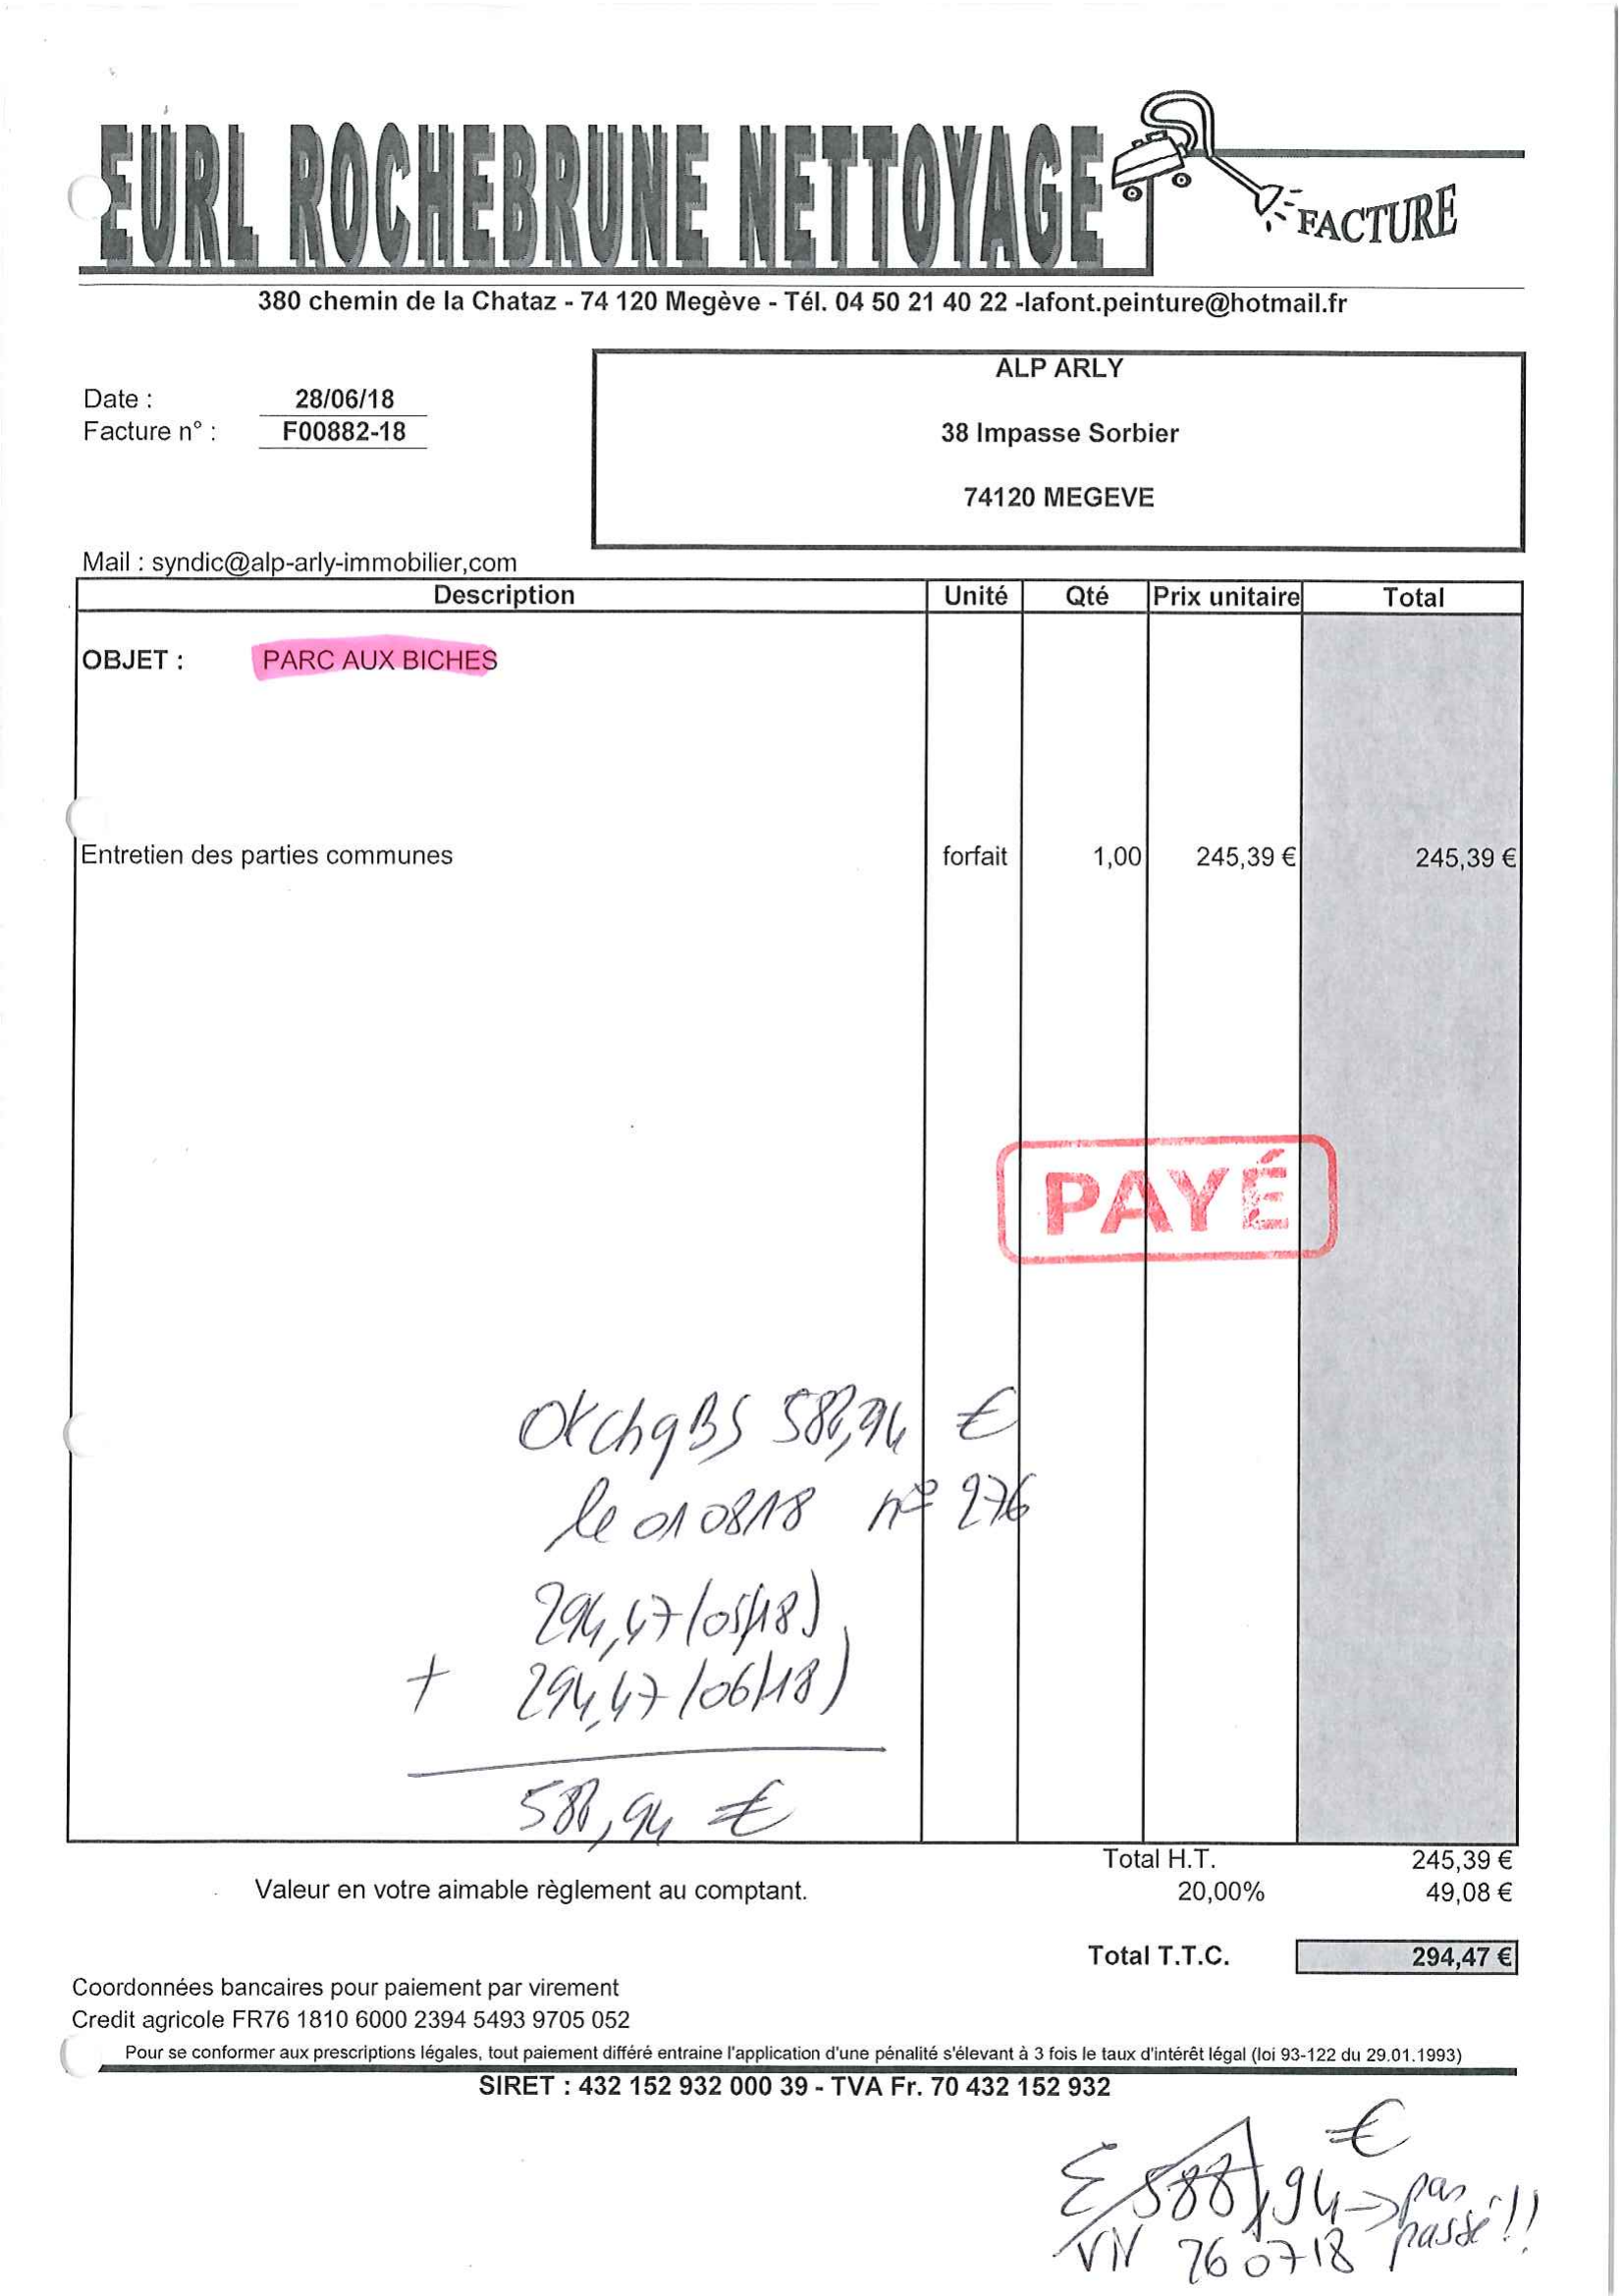 EURL ROCHEBRUNE NETTOYAGE
FACTURE
380 chemin de la Chataz - 74 120 Megève - Tél. 04 50 21 40 22 -lafont.peinture@hotmail.fr
ALP ARLY
Date : 28/06/18
Facture n° : F00882-18
38 Impasse Sorbier
74120 MEGEVE
Mail : syndic@alp-arly-immobilier,com
Description Unité Qté Prix unitaire Total
OBJET : PARC AUX BICHES
Entretien des parties communes forfait 1,00 245,39 € 245,39 €
PAYÉ
OK chq BS 588,94 €
le 010818 n° 276
294,47 (05/18)
+ 294,47 (06/18)
588,94 €
Total H.T. 245,39 €
Valeur en votre aimable règlement au comptant. 20,00% 49,08 €
Total T.T.C. 294,47 €
Coordonnées bancaires pour paiement par virement
Credit agricole FR76 1810 6000 2394 5493 9705 052
Pour se conformer aux prescriptions légales, tout paiement différé entraine l'application d'une pénalité s'élevant à 3 fois le taux d'intérêt légal (loi 93-122 du 29.01.1993)
SIRET : 432 152 932 000 39 - TVA Fr. 70 432 152 932
Σ 588,94 € → pas passé !!
260718